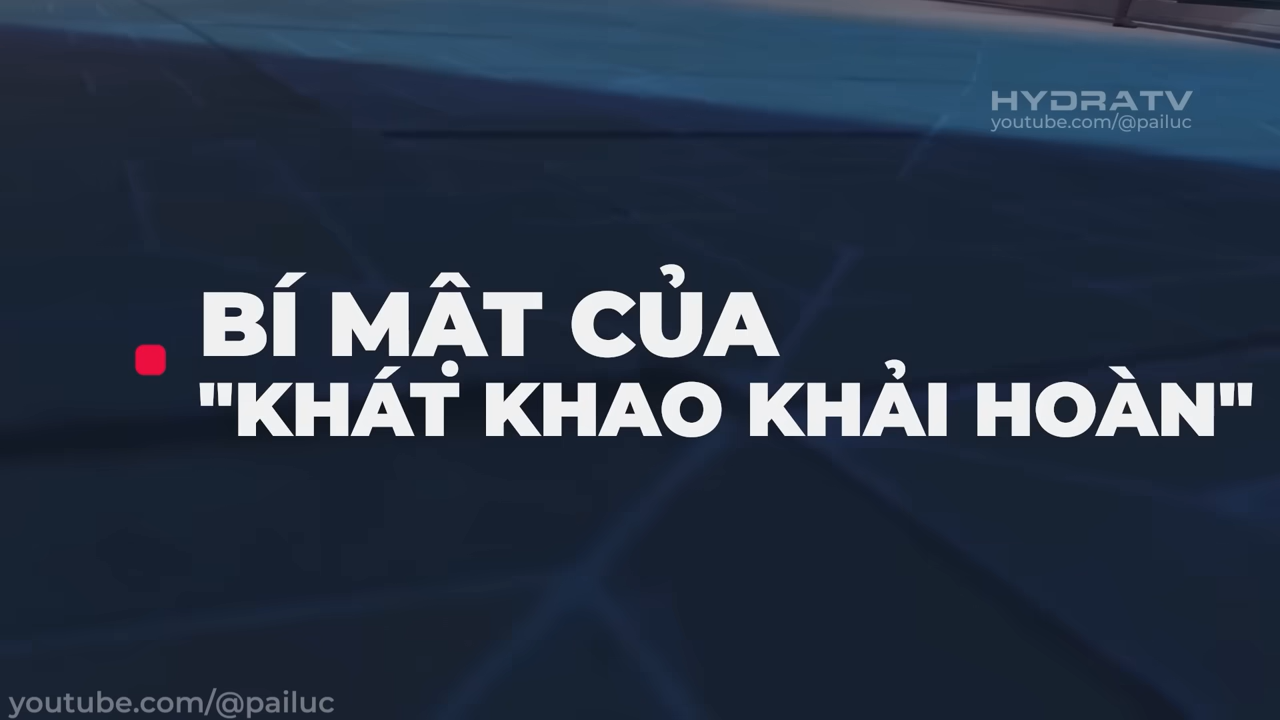 HYDRATV
youtube.com/@pailuc
BÍ MẬT CỦA
"KHÁT KHAO KHẢI HOÀN"
youtube.com/@pailuc